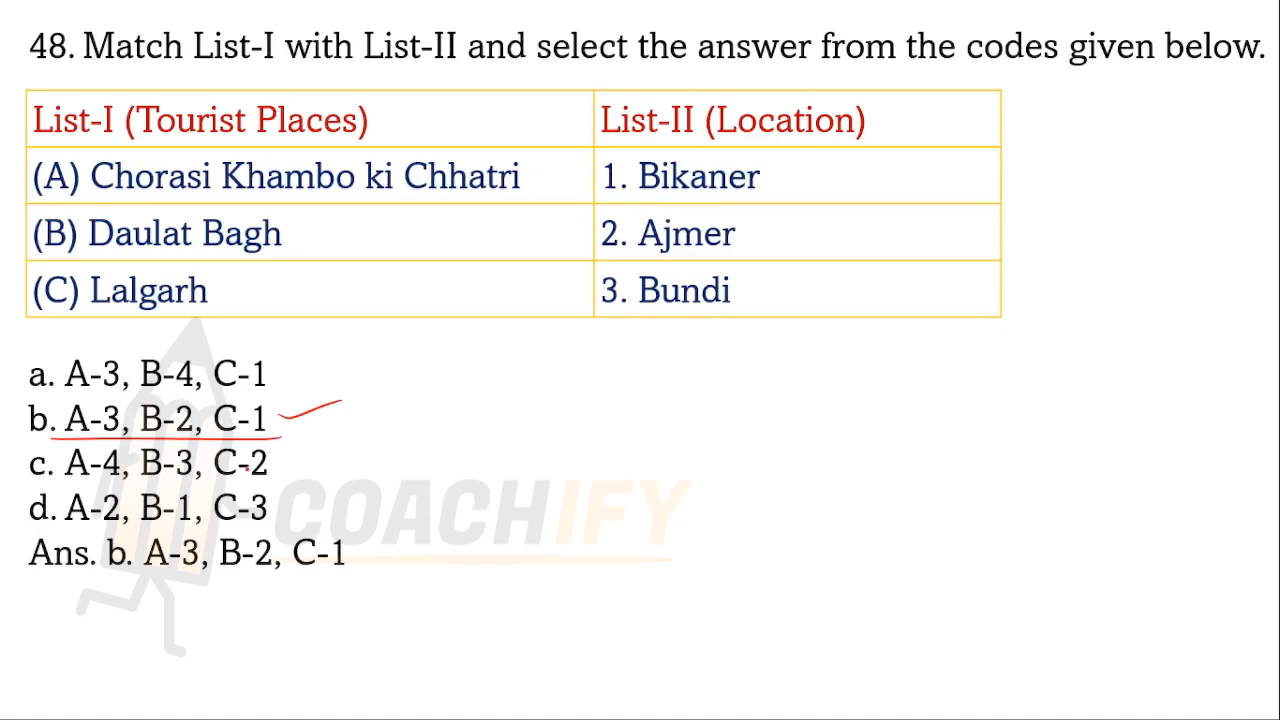 48. Match List-I with List-II and select the answer from the codes given below.
List-I (Tourist Places) List-II (Location)
(A) Chorasi Khambo ki Chhatri 1. Bikaner
(B) Daulat Bagh 2. Ajmer
(C) Lalgarh 3. Bundi
a. A-3, B-4, C-1
b. A-3, B-2, C-1
c. A-4, B-3, C-2
d. A-2, B-1, C-3
Ans. b. A-3, B-2, C-1
COACHIFY